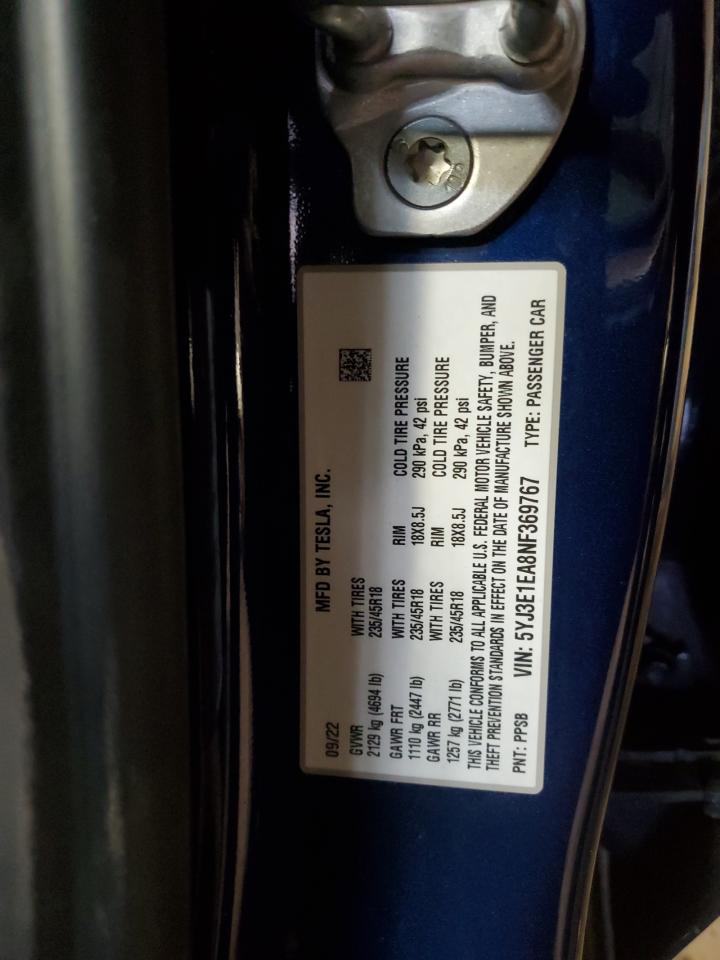 09/22 MFD BY TESLA, INC.
GVWR WITH TIRES
2129 kg (4694 lb) 235/45R18
GAWR FRT WITH TIRES RIM COLD TIRE PRESSURE
1110 kg (2447 lb) 235/45R18 18X8.5J 290 kPa, 42 psi
GAWR RR WITH TIRES RIM COLD TIRE PRESSURE
1257 kg (2771 lb) 235/45R18 18X8.5J 290 kPa, 42 psi
THIS VEHICLE CONFORMS TO ALL APPLICABLE U.S. FEDERAL MOTOR VEHICLE SAFETY, BUMPER, AND
THEFT PREVENTION STANDARDS IN EFFECT ON THE DATE OF MANUFACTURE SHOWN ABOVE.
PNT: PPSB VIN: 5YJ3E1EA8NF369767 TYPE: PASSENGER CAR